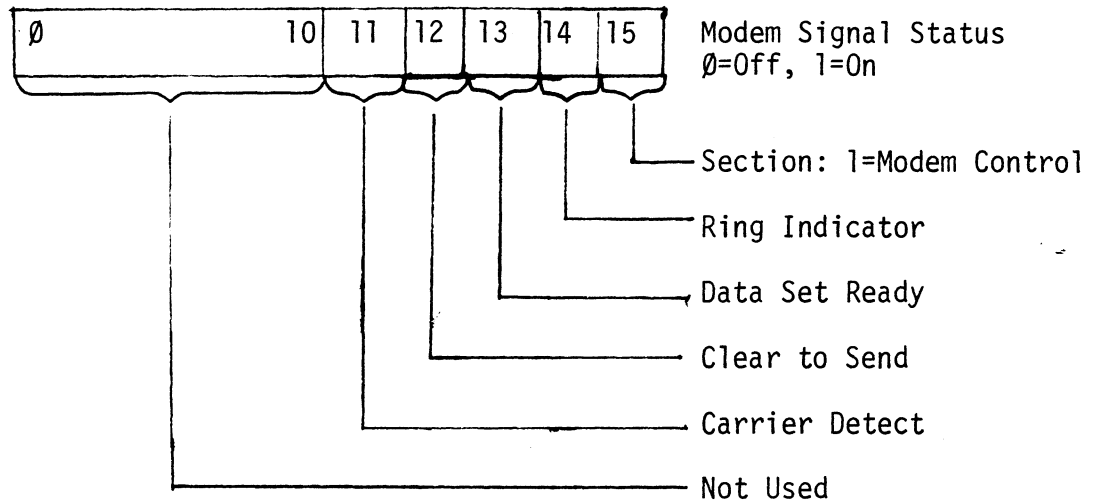 Ø 10 11 12 13 14 15 Modem Signal Status
Ø=Off, 1=On
Section: 1=Modem Control
Ring Indicator
Data Set Ready
Clear to Send
Carrier Detect
Not Used